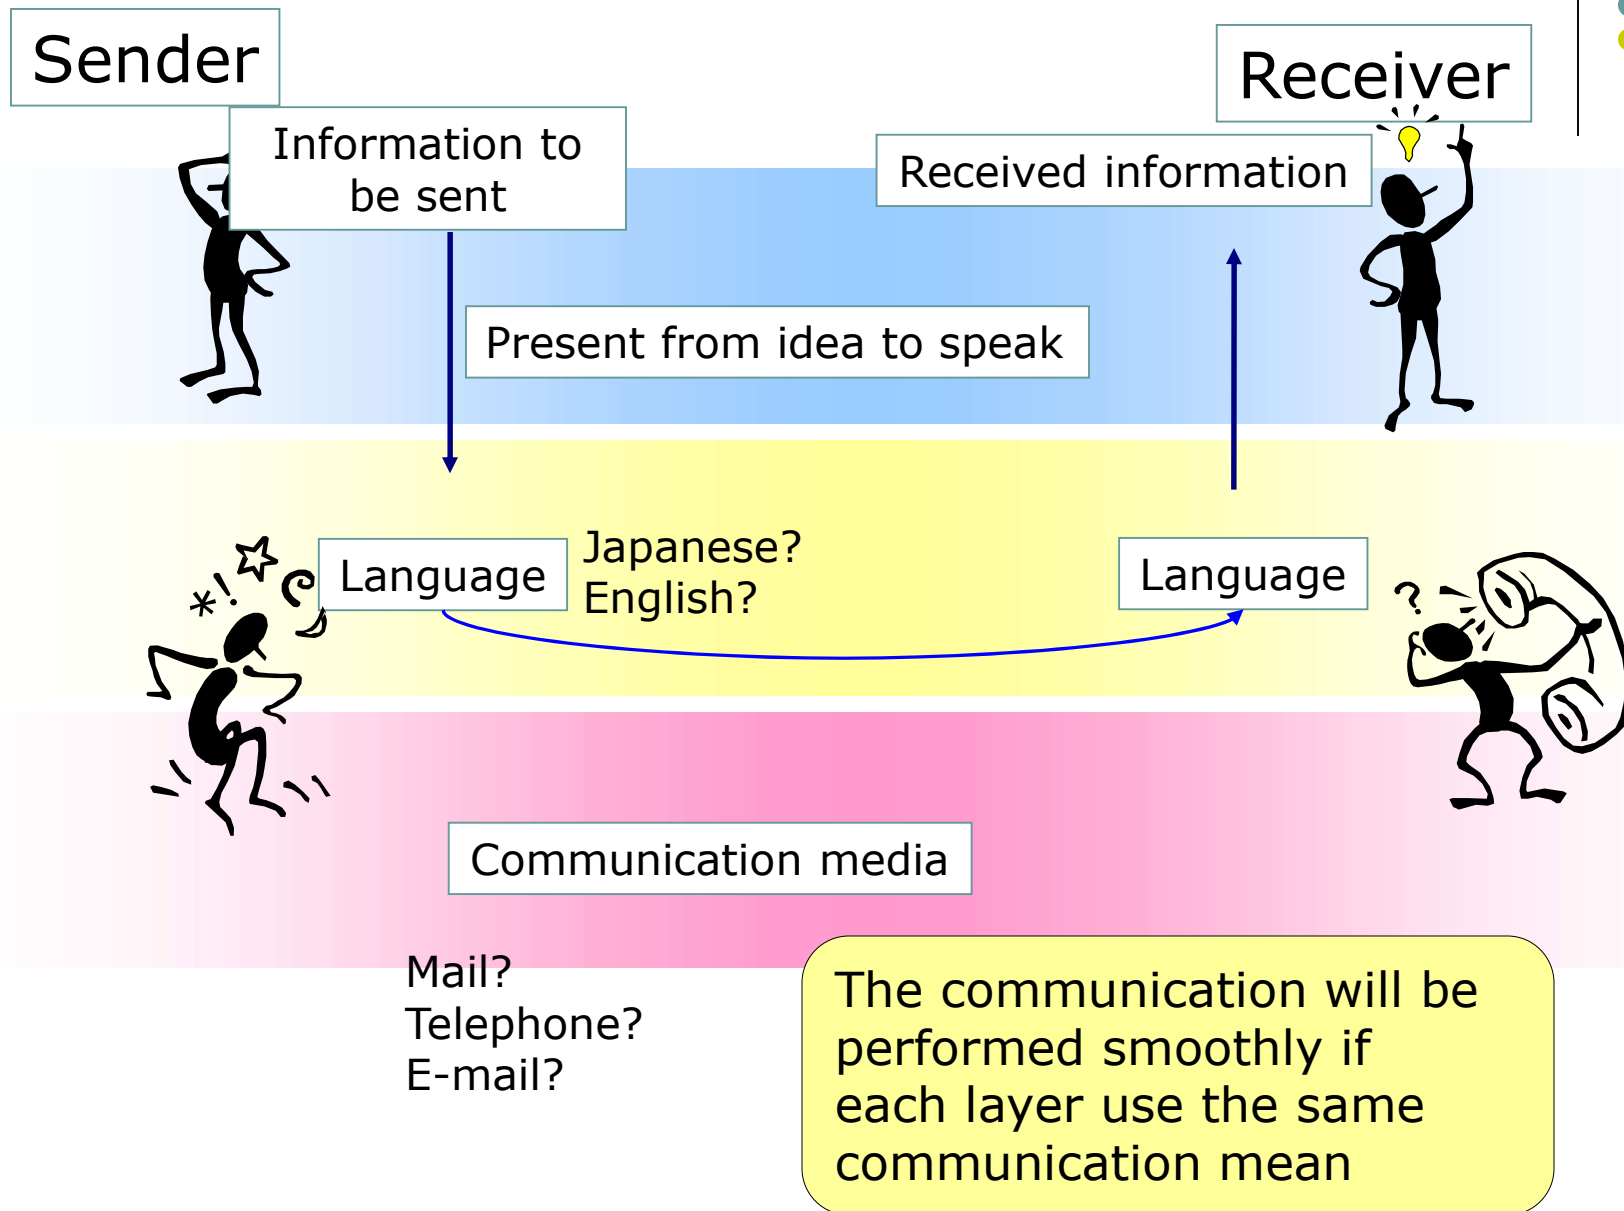 Sender
Receiver
Information to
be sent
Received information
Present from idea to speak
Language
Japanese?
English?
Language
*!
?
Communication media
Mail?
Telephone?
E-mail?
The communication will be
performed smoothly if
each layer use the same
communication mean